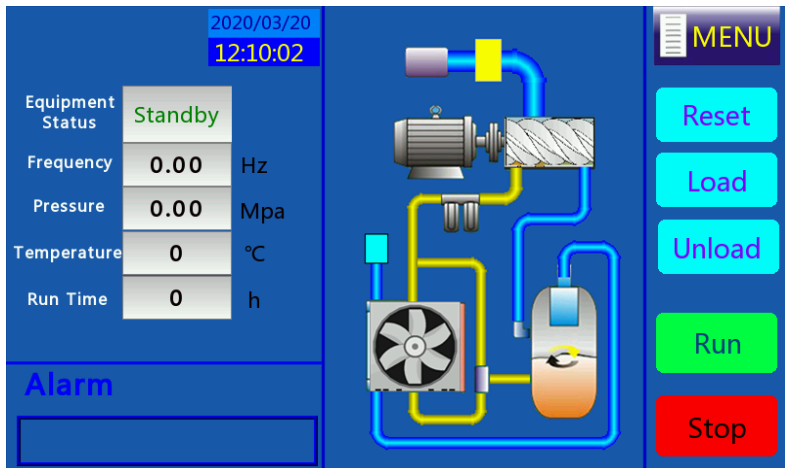 2020/03/20
12:10:02
Equipment
Status
Standby
Frequency
0.00
Hz
Pressure
0.00
Mpa
Temperature
0
℃
Run Time
0
h
Alarm
MENU
Reset
Load
Unload
Run
Stop